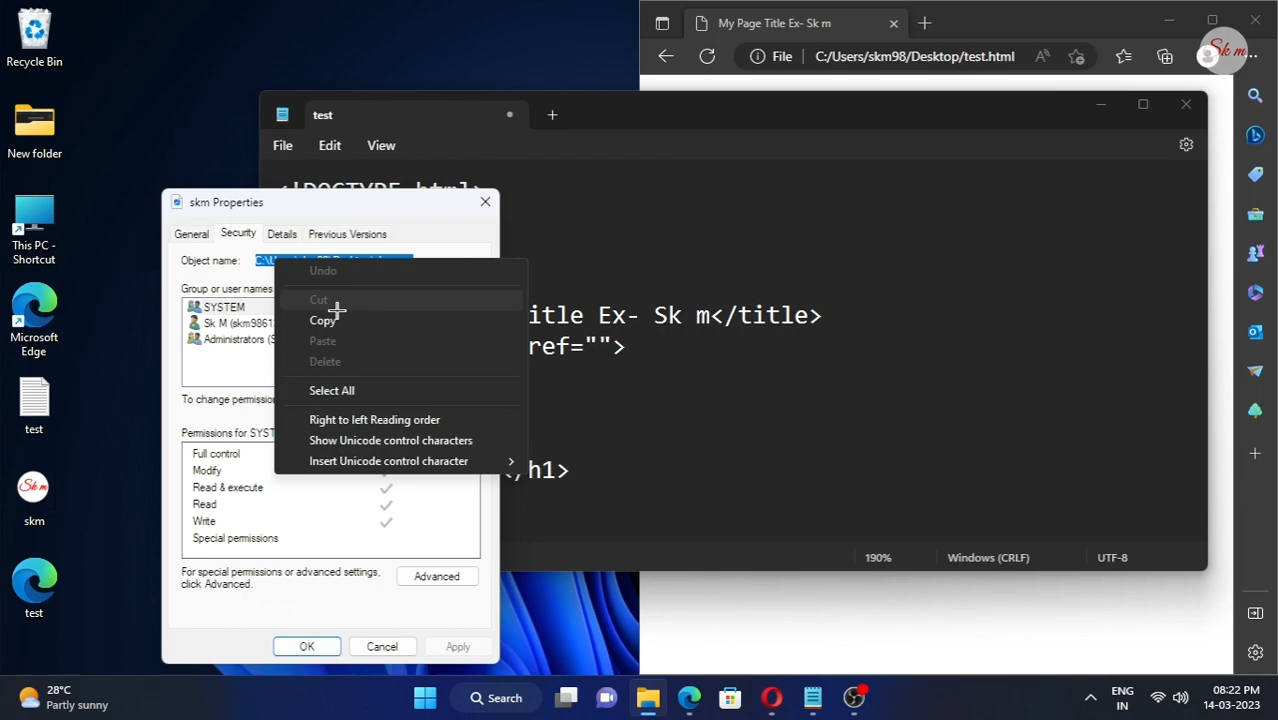 Recycle Bin
New folder
This PC -
Shortcut
Microsoft
Edge
test
skm
test
My Page Title Ex- Sk m
File
C:/Users/skm98/Desktop/test.html
Sk m
test
File
Edit
View
<!DOCTYPE html>
itle Ex- Sk m</title>
ref="">
</h1>
190%
Windows (CRLF)
UTF-8
skm Properties
General
Security
Details
Previous Versions
Object name:
Group or user names
SYSTEM
Sk M (skm9861
Administrators (S
To change permission
Permissions for SYST
Full control
Modify
Read & execute
Read
Write
Special permissions
For special permissions or advanced settings,
click Advanced.
Advanced
OK
Cancel
Apply
Undo
Cut
Copy
Paste
Delete
Select All
Right to left Reading order
Show Unicode control characters
Insert Unicode control character
28°C
Partly sunny
Search
ENG
IN
08:22 PM
14-03-2023